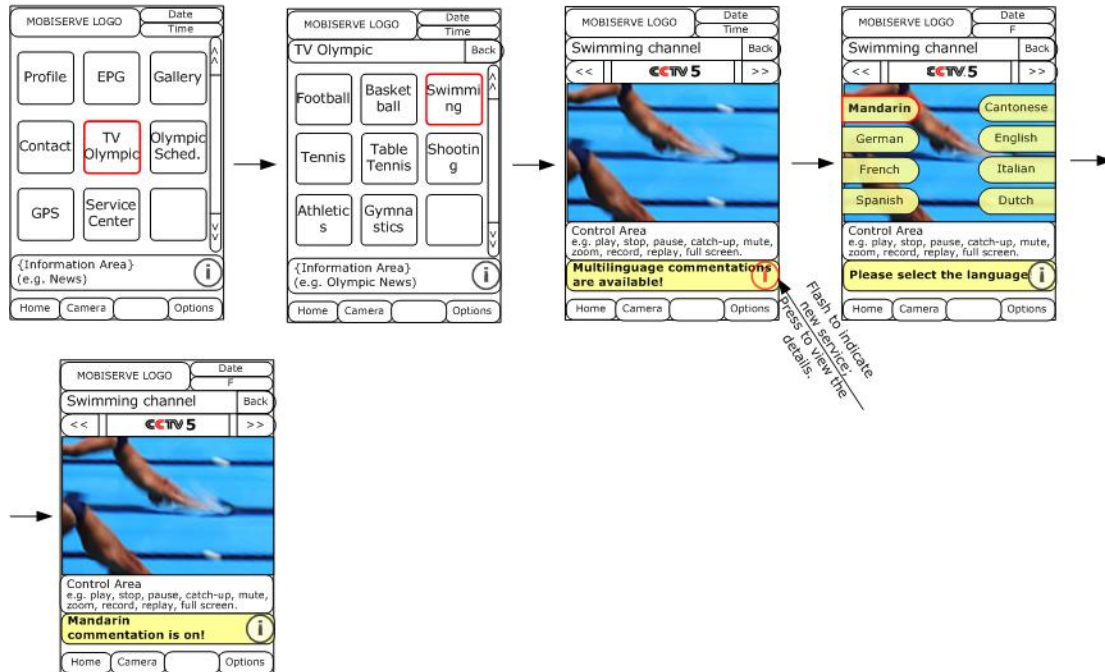 MOBISERVE LOGO
Date
Time
Profile
EPG
Gallery
Contact
TV
Olympic
Olympic
Sched.
GPS
Service
Center
{Information Area}
(e.g. News)
i
Home
Camera
Options
<<
>>
MOBISERVE LOGO
Date
Time
TV Olympic
Back
Football
Basket
ball
Swimmi
ng
Tennis
Table
Tennis
Shootin
g
Athletic
s
Gymna
stics
{Information Area}
(e.g. Olympic News)
i
Home
Camera
Options
<<
>>
MOBISERVE LOGO
Date
Time
Swimming channel
Back
<<
CCTV 5
>>
Control Area
e.g. play, stop, pause, catch-up, mute,
zoom, record, replay, full screen.
Multilinguage commentations
are available!
i
Home
Camera
Options
Flash to indicate
new service;
Press to view the
details.
MOBISERVE LOGO
Date
F
Swimming channel
Back
<<
CCTV 5
>>
Mandarin
Cantonese
German
English
French
Italian
Spanish
Dutch
Control Area
e.g. play, stop, pause, catch-up, mute,
zoom, record, replay, full screen.
Please select the language
i
Home
Camera
Options
MOBISERVE LOGO
Date
F
Swimming channel
Back
<<
CCTV 5
>>
Control Area
e.g. play, stop, pause, catch-up, mute,
zoom, record, replay, full screen.
Mandarin
commentation is on!
i
Home
Camera
Options